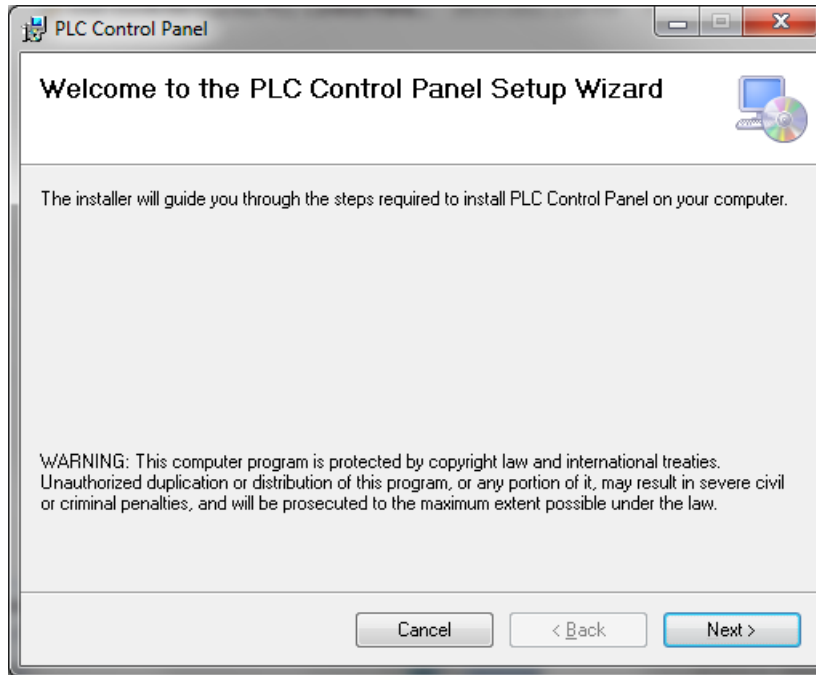 PLC Control Panel
Welcome to the PLC Control Panel Setup Wizard
The installer will guide you through the steps required to install PLC Control Panel on your computer.
WARNING: This computer program is protected by copyright law and international treaties.
Unauthorized duplication or distribution of this program, or any portion of it, may result in severe civil
or criminal penalties, and will be prosecuted to the maximum extent possible under the law.
Cancel
< Back
Next >